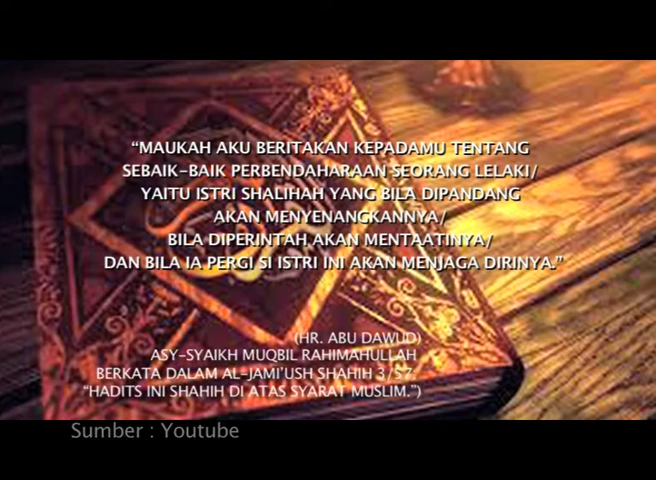 “MAUKAH AKU BERITAKAN KEPADAMU TENTANG
SEBAIK-BAIK PERBENDAHARAAN SEORANG LELAKI/
YAITU ISTRI SHALIHAH YANG BILA DIPANDANG
AKAN MENYENANGKANNYA/
BILA DIPERINTAH AKAN MENTAATINYA/
DAN BILA IA PERGI SI ISTRI INI AKAN MENJAGA DIRINYA.”
(HR. ABU DAWUD)
ASY-SYAIKH MUQBIL RAHIMAHULLAH
BERKATA DALAM AL-JAMI'USH SHAHIH 3/57:
“HADITS INI SHAHIH DI ATAS SYARAT MUSLIM.”)
Sumber : Youtube